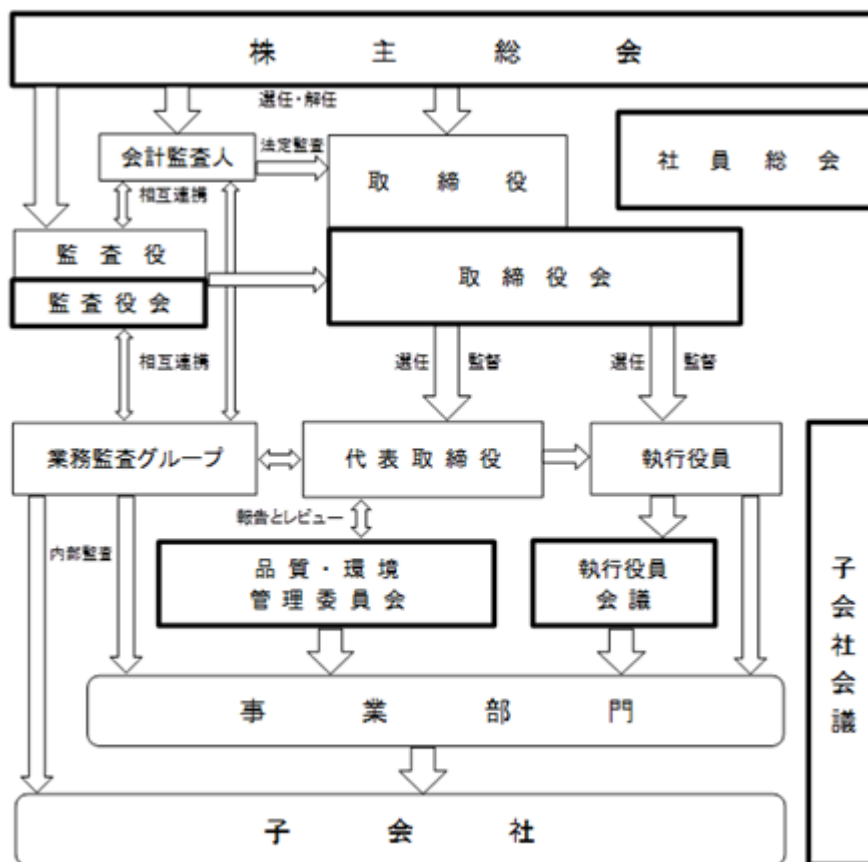 株主総会
選任・解任
会計監査人
法定監査
取締役
社員総会
相互連携
監査役
監査役会
取締役会
相互連携
選任
監督
選任
監督
業務監査グループ
代表取締役
執行役員
報告とレビュー
内部監査
品質・環境
管理委員会
執行役員
会議
子会社会議
事業部門
子会社